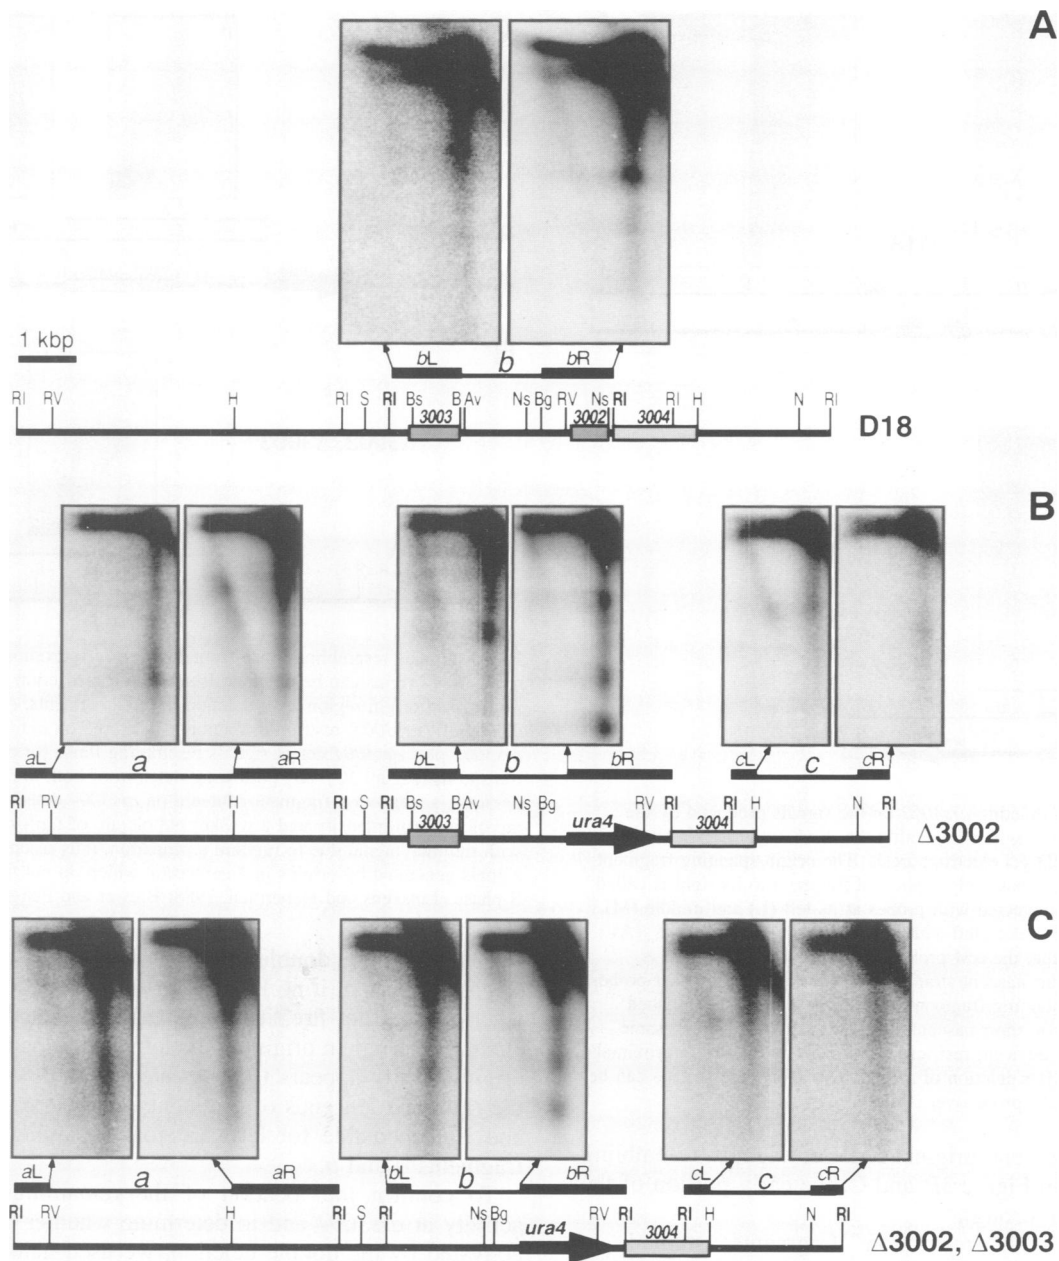 A
1 kbp
bL b bR
RI RV H RI S RI Bs B Av Ns Bg RV Ns RI RI H N RI
3003 3002 3004
D18
B
aL a aR bL b bR cL c cR
RI RV H RI S RI Bs B Av Ns Bg RV RI RI H N RI
3003 ura4 3004
Δ3002
C
aL a aR bL b bR cL c cR
RI RV H RI S RI Ns Bg RV RI RI H N RI
ura4 3004
Δ3002, Δ3003